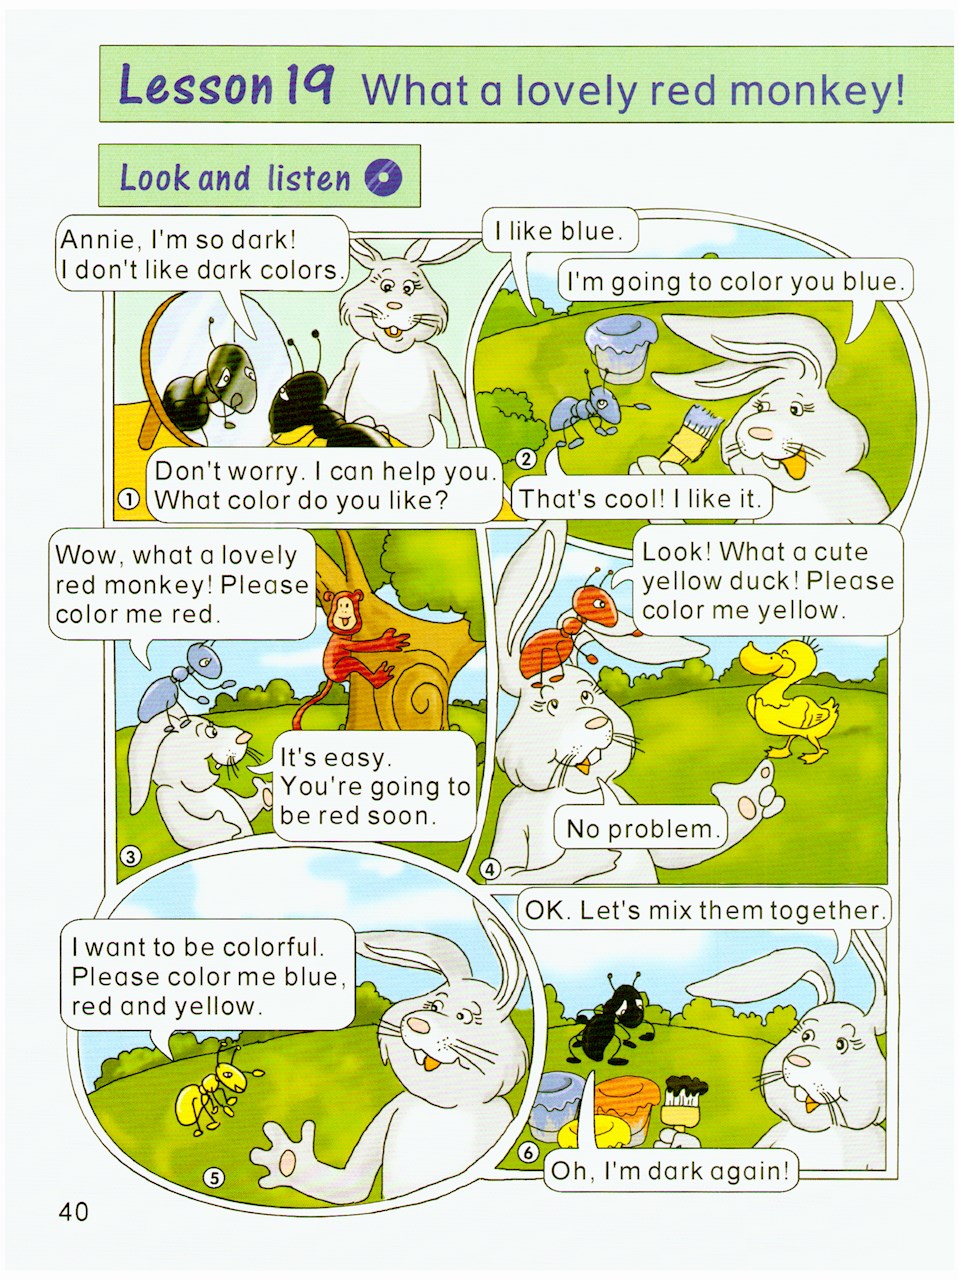 Lesson 19 What a lovely red monkey!
Look and listen
Annie, I'm so dark!
I don't like dark colors.
Don't worry. I can help you.
What color do you like?
1
I like blue.
I'm going to color you blue.
2
That's cool! I like it.
Wow, what a lovely
red monkey! Please
color me red.
It's easy.
You're going to
be red soon.
3
Look! What a cute
yellow duck! Please
color me yellow.
No problem.
4
I want to be colorful.
Please color me blue,
red and yellow.
5
OK. Let's mix them together.
6
Oh, I'm dark again!
40